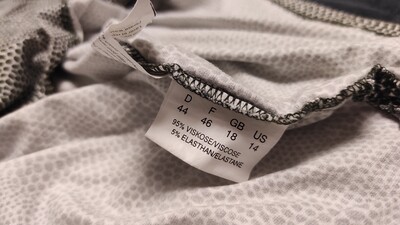 D F GB US
44 46 18 14
95% VISKOSE/VISCOSE
5% ELASTHAN/ELASTANE